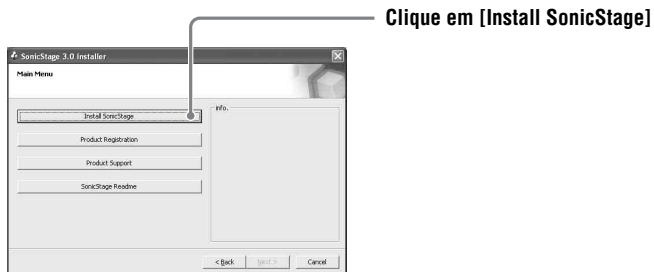 Clique em [Install SonicStage]
SonicStage 3.0 Installer
Main Menu
Install SonicStage
info.
Product Registration
Product Support
SonicStage Readme
< Back
Next >
Cancel